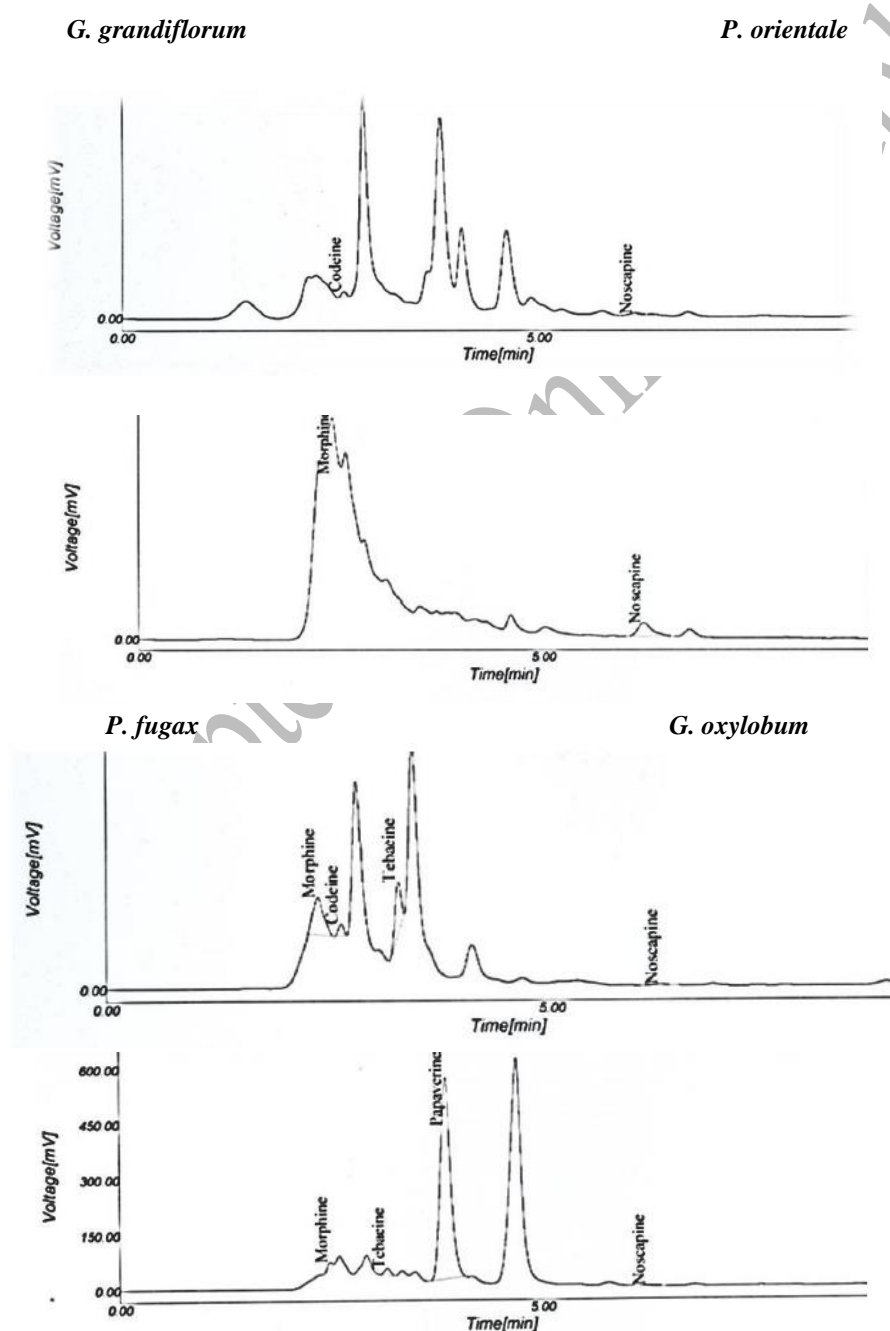 G. grandiflorum P. orientale
Voltage[mV]
Codeine
Noscapine
0.00
0.00 5.00
Time[min]
Voltage[mV]
Morphine
Noscapine
0.00
0.00 5.00
Time[min]
P. fugax G. oxylobum
Voltage[mV]
Morphine
Codeine
Tebacine
Noscapine
0.00
0.00 5.00
Time[min]
Voltage[mV]
600.00
450.00
300.00
150.00
0.00
Morphine
Tebacine
Papaverine
Noscapine
0.00 5.00
Time[min]